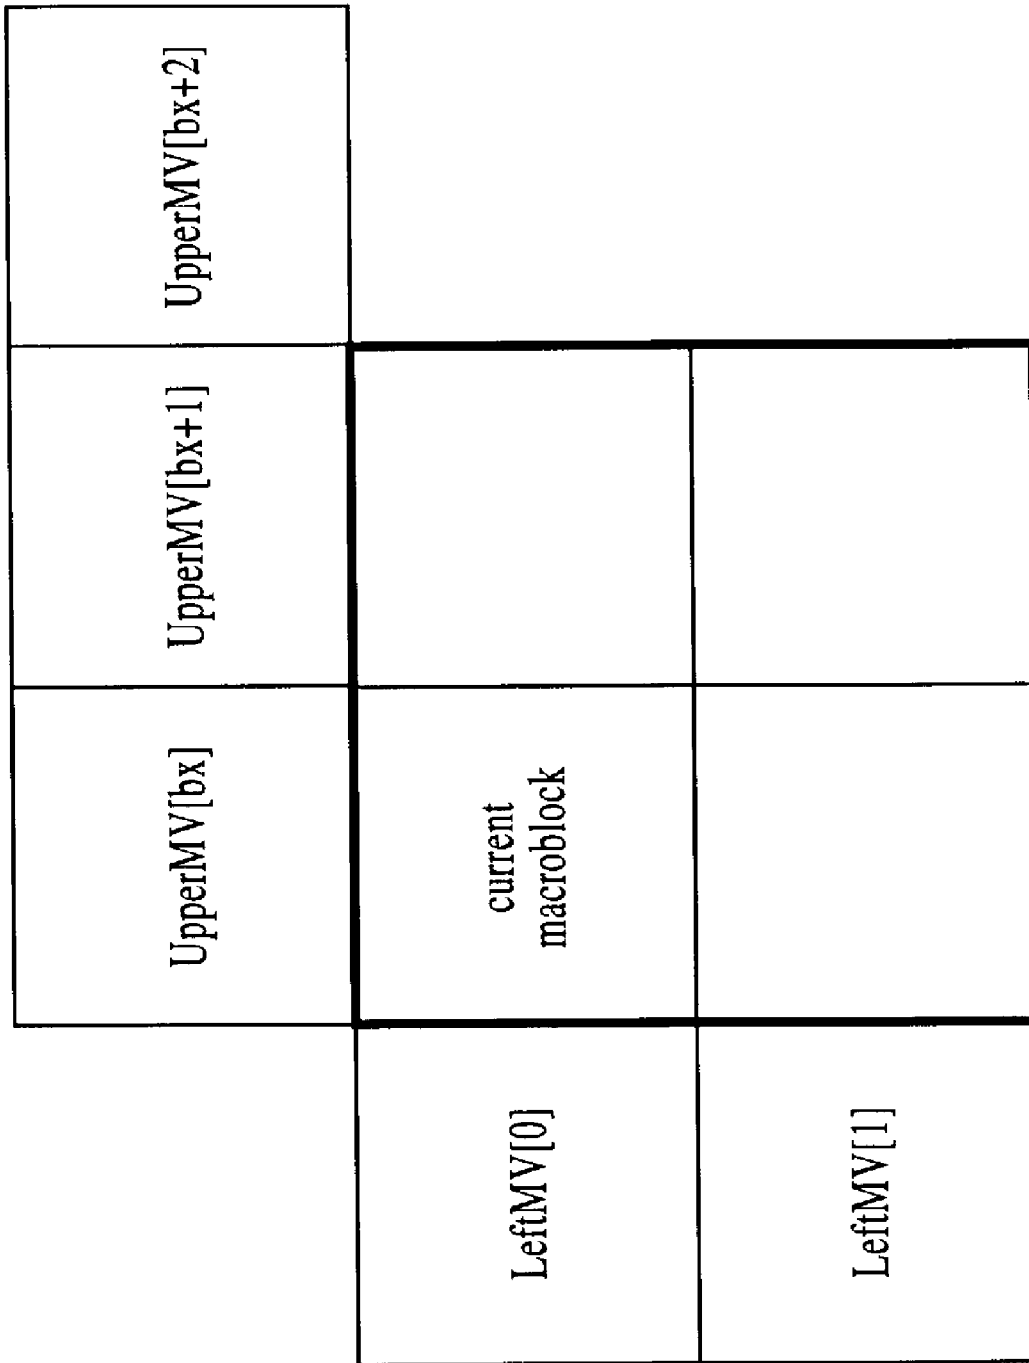 UpperMV[bx]
UpperMV[bx+1]
UpperMV[bx+2]
LeftMV[0]
current
macroblock
LeftMV[1]